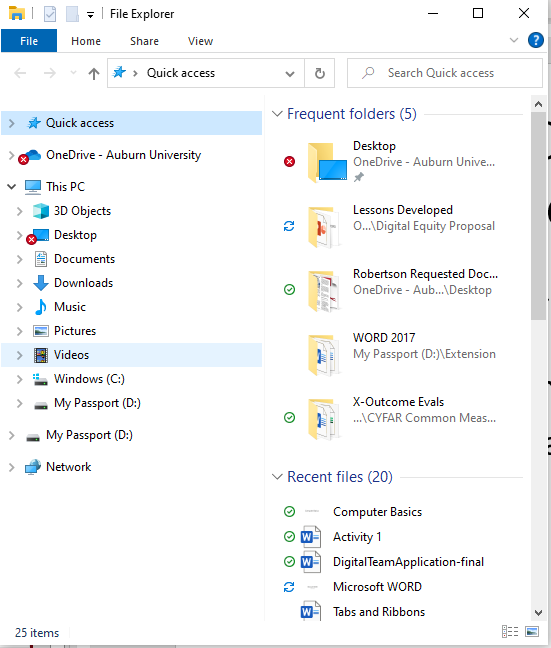 File Explorer
File Home Share View
Quick access
Search Quick access
Quick access
OneDrive - Auburn University
This PC
3D Objects
Desktop
Documents
Downloads
Music
Pictures
Videos
Windows (C:)
My Passport (D:)
My Passport (D:)
Network
Frequent folders (5)
Desktop
OneDrive - Auburn Unive...
Lessons Developed
O...\Digital Equity Proposal
Robertson Requested Doc...
OneDrive - Aub...\Desktop
WORD 2017
My Passport (D:)\Extension
X-Outcome Evals
...\CYFAR Common Meas...
Recent files (20)
Computer Basics
Activity 1
DigitalTeamApplication-final
Microsoft WORD
Tabs and Ribbons
25 items